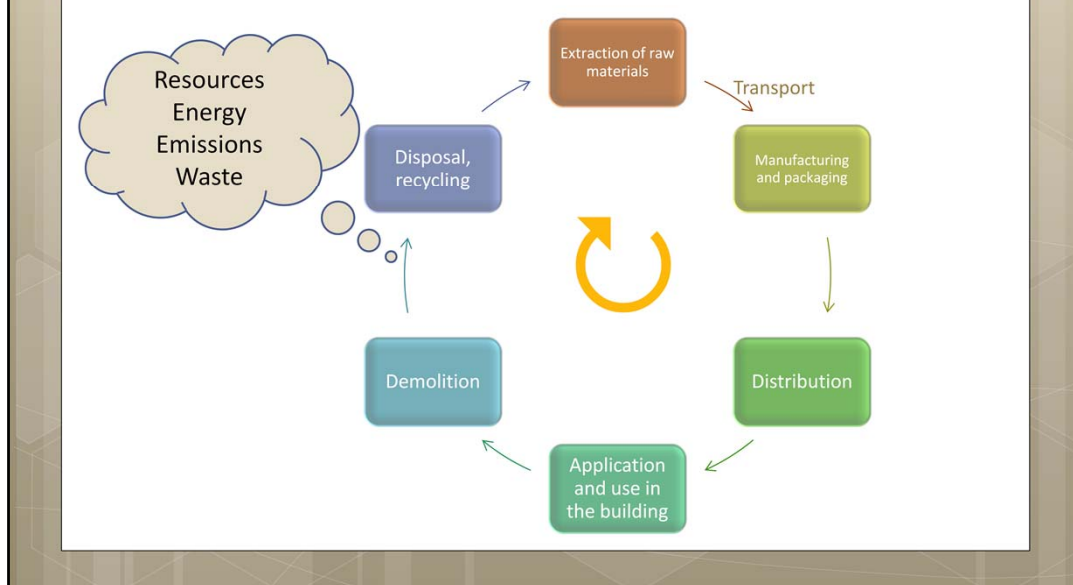 Resources
Energy
Emissions
Waste
Extraction of raw
materials
Transport
Manufacturing
and packaging
Distribution
Application
and use in
the building
Demolition
Disposal,
recycling